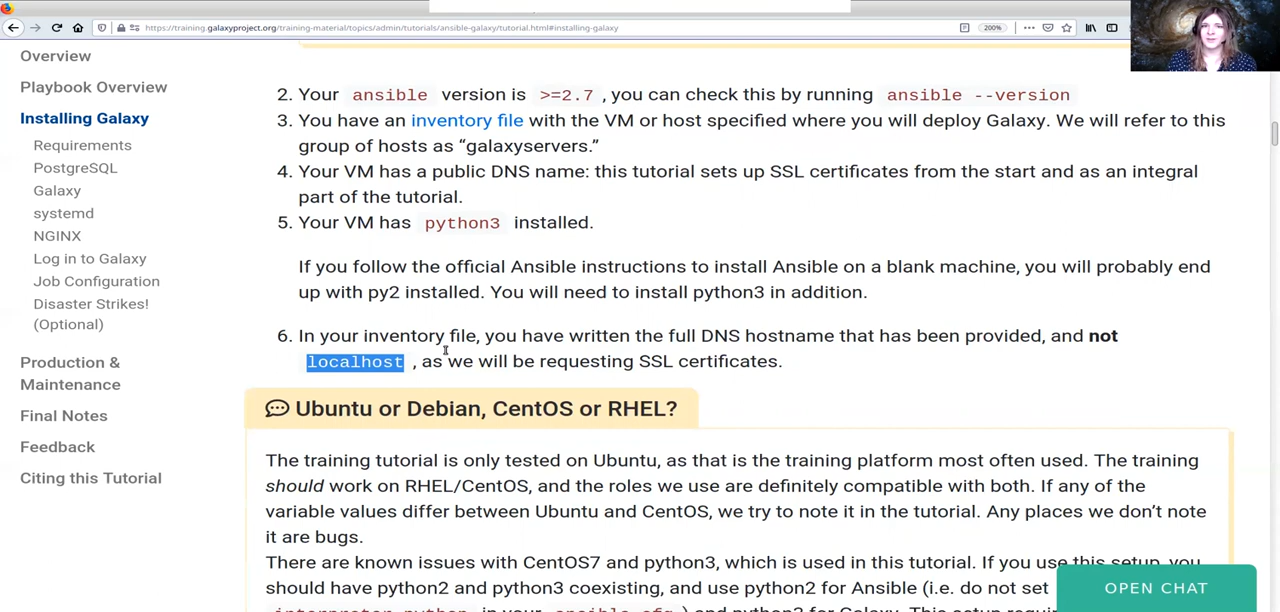 https://training.galaxyproject.org/training-material/topics/admin/tutorials/ansible-galaxy/tutorial.html#installing-galaxy
200%
Overview
Playbook Overview
Installing Galaxy
Requirements
PostgreSQL
Galaxy
systemd
NGINX
Log in to Galaxy
Job Configuration
Disaster Strikes!
(Optional)
Production &
Maintenance
Final Notes
Feedback
Citing this Tutorial
2. Your ansible version is >=2.7 , you can check this by running ansible --version
3. You have an inventory file with the VM or host specified where you will deploy Galaxy. We will refer to this
group of hosts as “galaxyservers.”
4. Your VM has a public DNS name: this tutorial sets up SSL certificates from the start and as an integral
part of the tutorial.
5. Your VM has python3 installed.
If you follow the official Ansible instructions to install Ansible on a blank machine, you will probably end
up with py2 installed. You will need to install python3 in addition.
6. In your inventory file, you have written the full DNS hostname that has been provided, and not
localhost , as we will be requesting SSL certificates.
Ubuntu or Debian, CentOS or RHEL?
The training tutorial is only tested on Ubuntu, as that is the training platform most often used. The training
should work on RHEL/CentOS, and the roles we use are definitely compatible with both. If any of the
variable values differ between Ubuntu and CentOS, we try to note it in the tutorial. Any places we don’t note
it are bugs.
There are known issues with CentOS7 and python3, which is used in this tutorial. If you use this setup, you
should have python2 and python3 coexisting, and use python2 for Ansible (i.e. do not set
interpreter_python in your ansible.cfg ) and python3 for Galaxy. This setup requir
OPEN CHAT